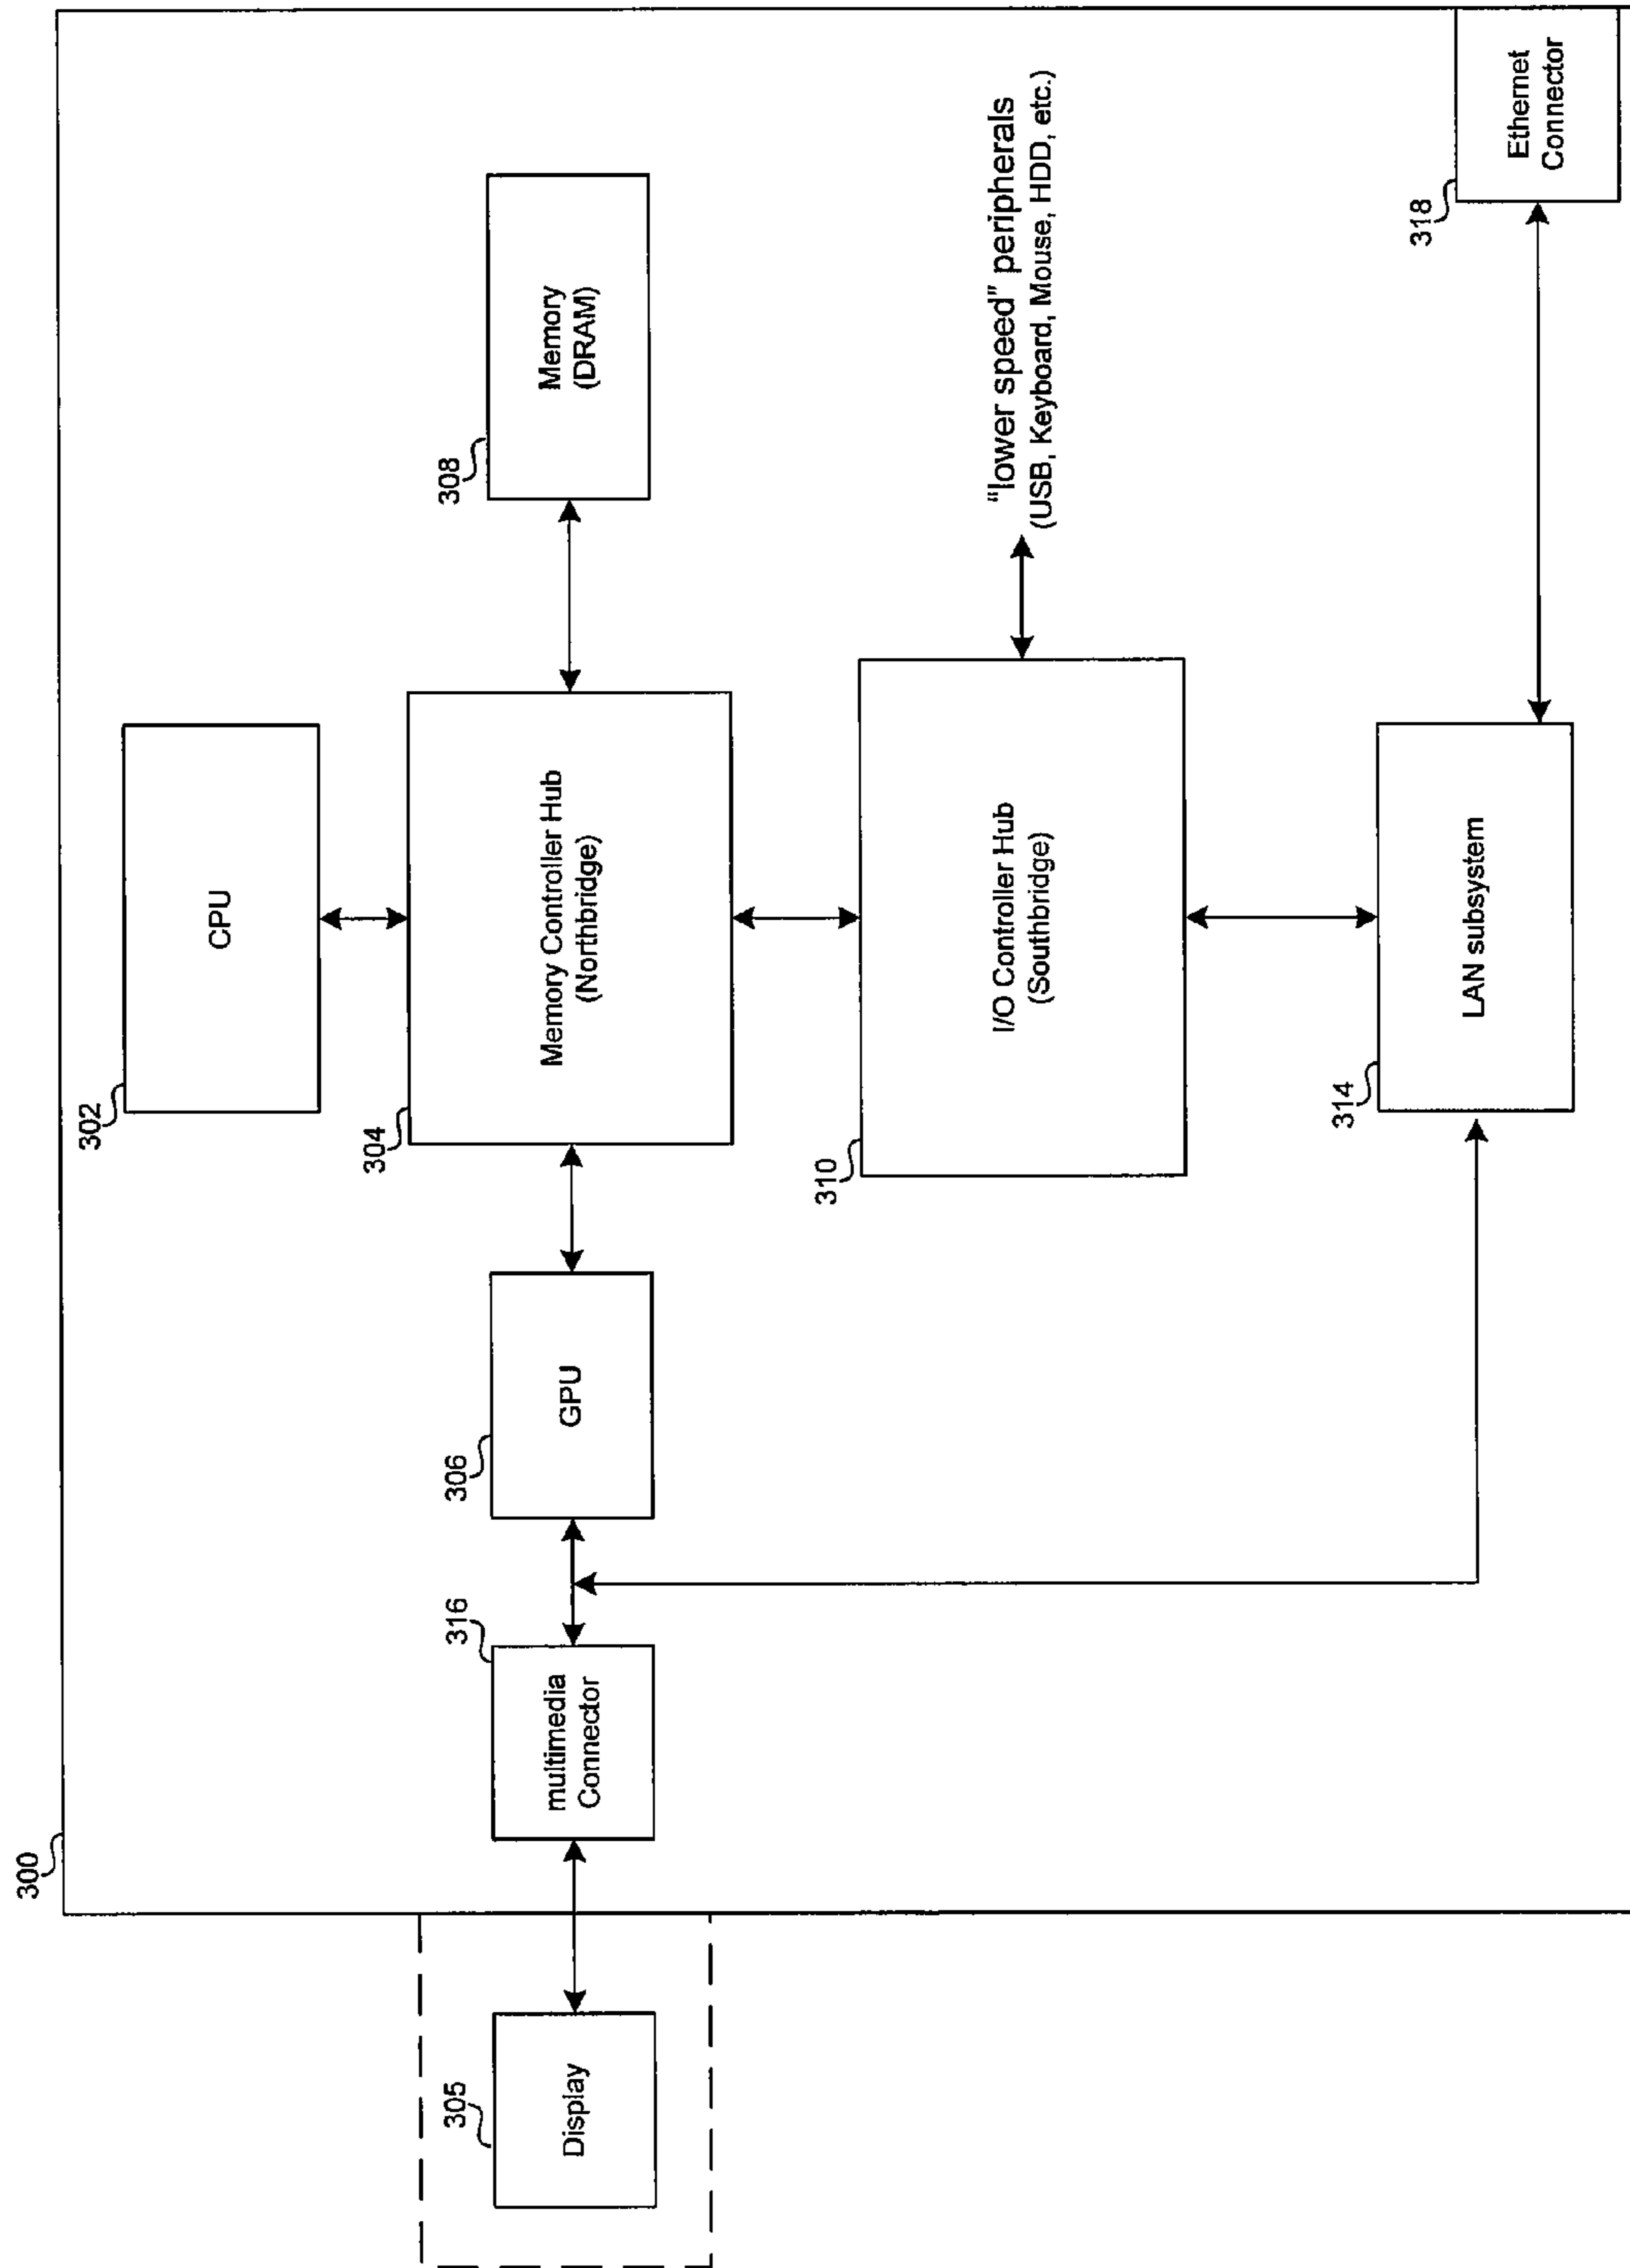 300
302
CPU
304
Memory Controller Hub
(Northbridge)
305
Display
316
multimedia
Connector
306
GPU
308
Memory
(DRAM)
310
I/O Controller Hub
(Southbridge)
“lower speed” peripherals
(USB, Keyboard, Mouse, HDD, etc.)
314
LAN subsystem
318
Ethernet
Connector